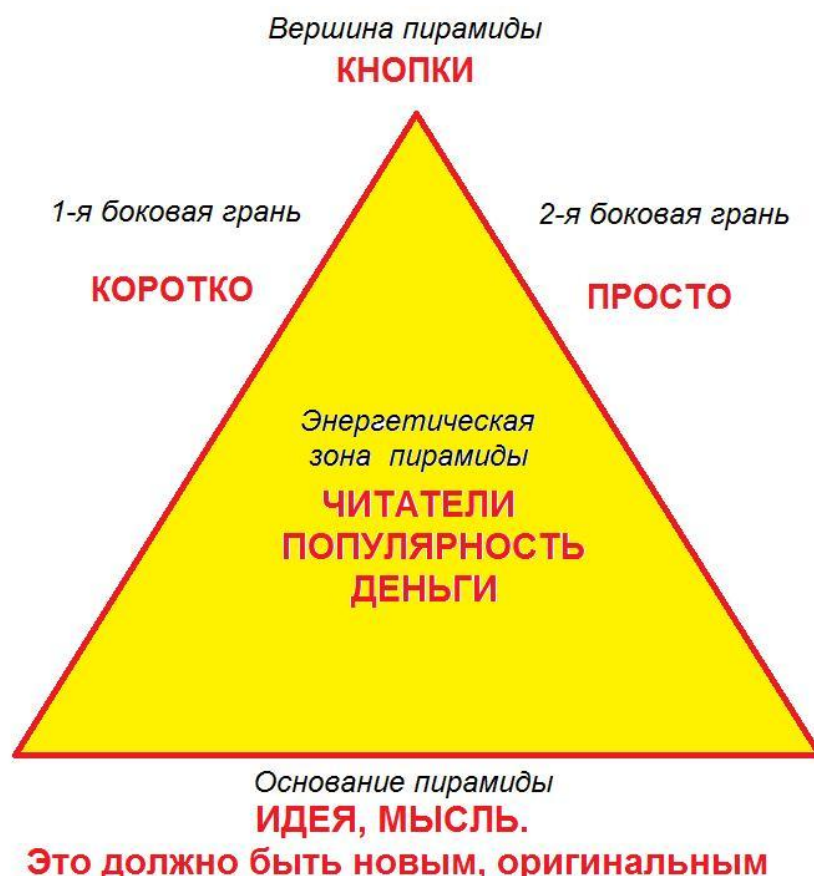 Вершина пирамиды
КНОПКИ
1-я боковая грань
2-я боковая грань
КОРОТКО
ПРОСТО
Энергетическая
зона пирамиды
ЧИТАТЕЛИ
ПОПУЛЯРНОСТЬ
ДЕНЬГИ
Основание пирамиды
ИДЕЯ, МЫСЛЬ.
Это должно быть новым, оригинальным